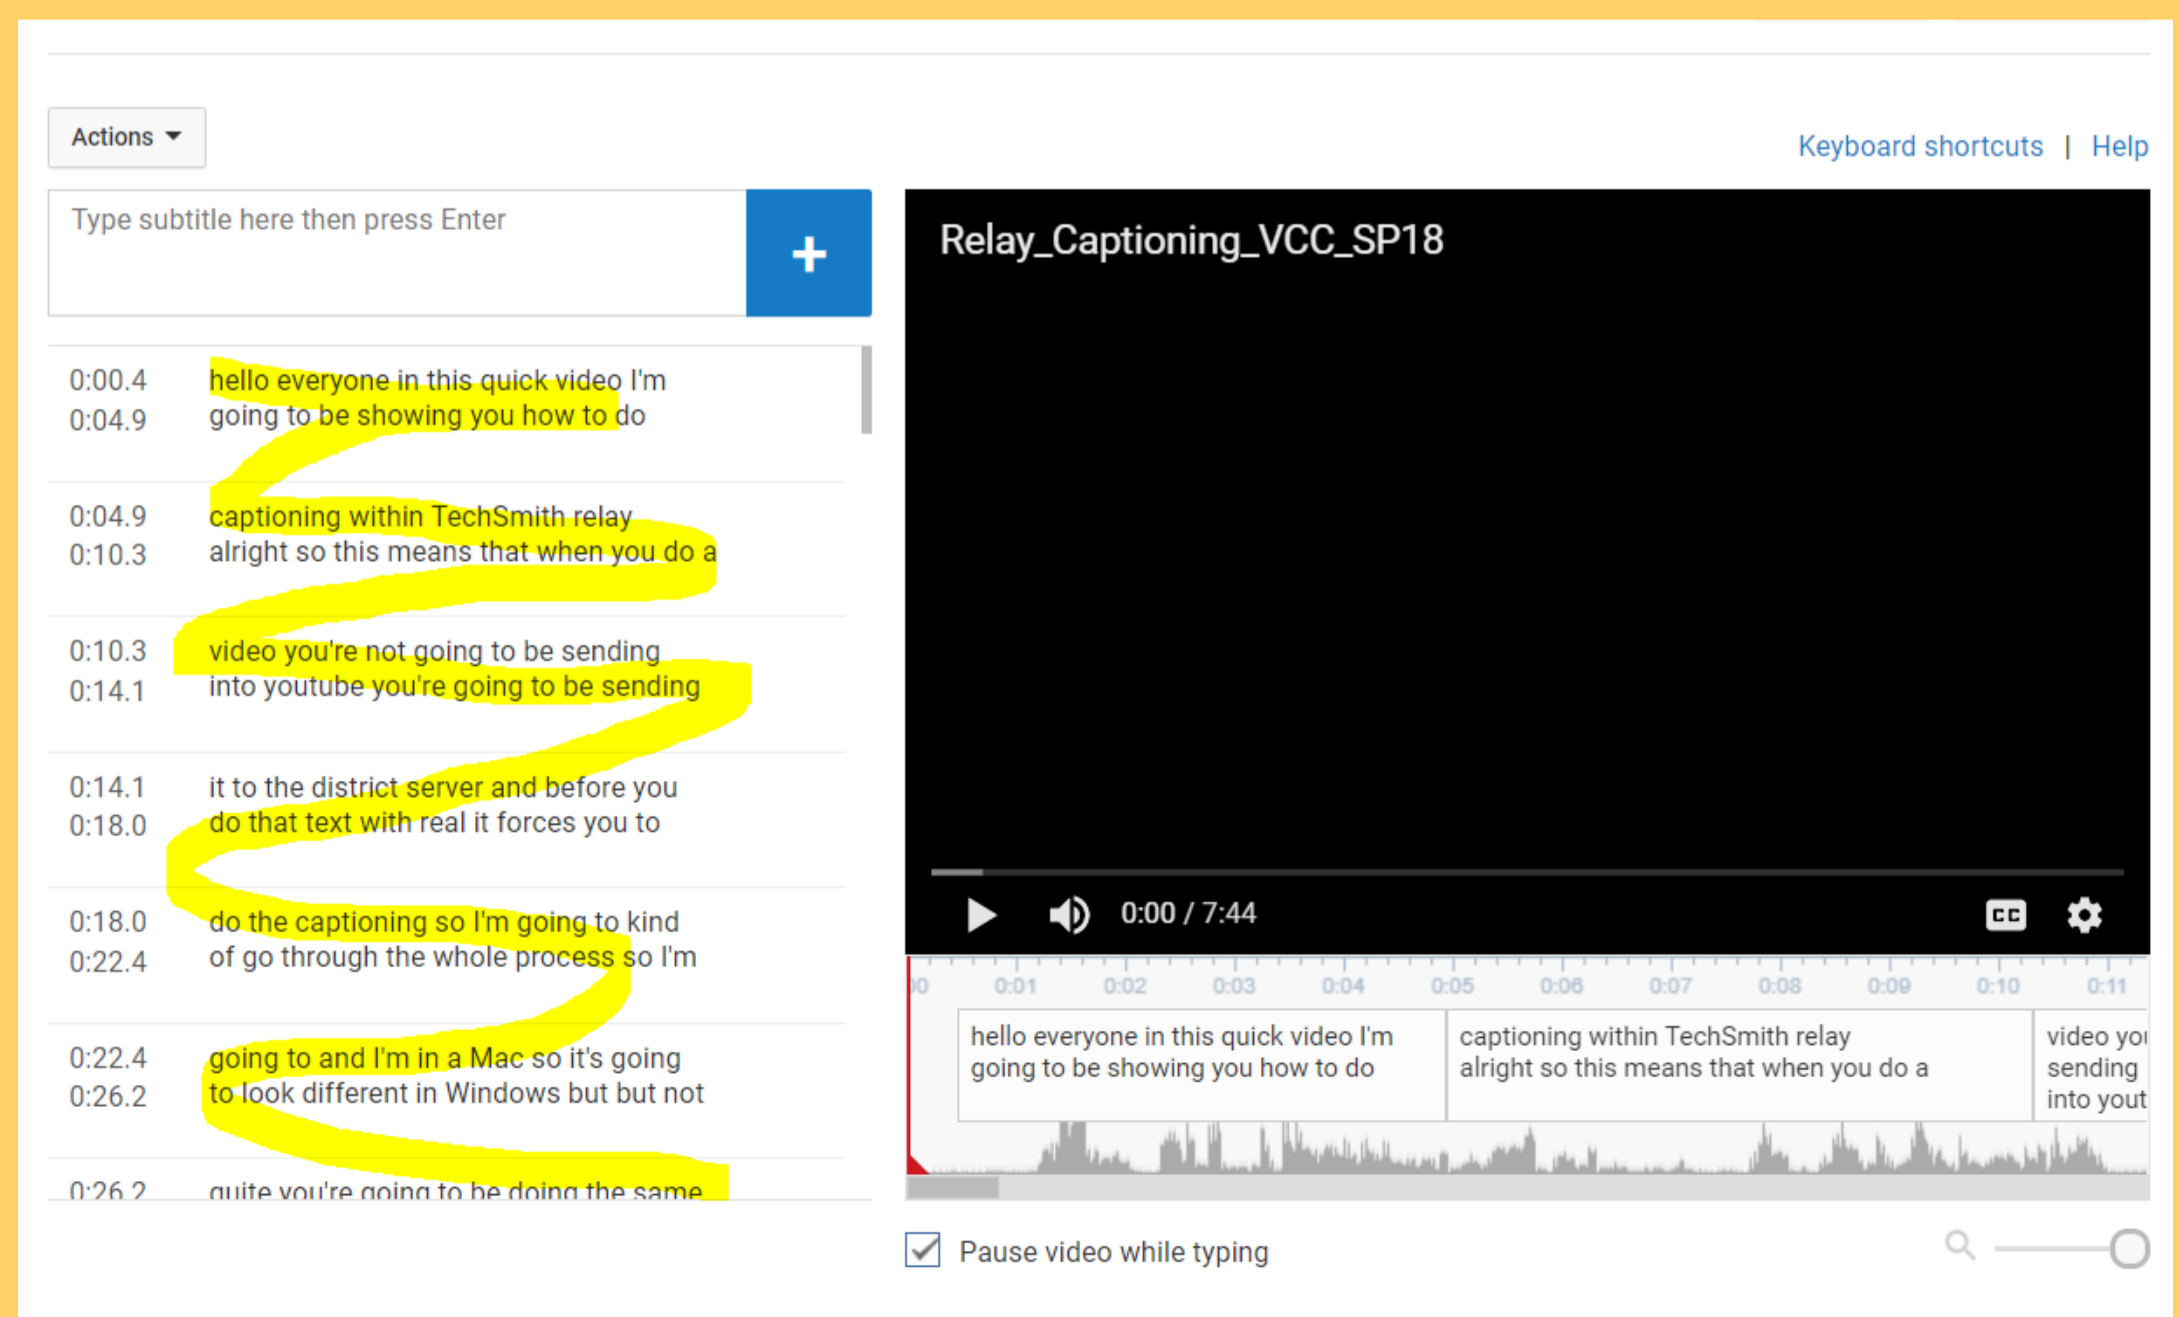 Actions
Keyboard shortcuts | Help
Type subtitle here then press Enter
+
0:00.4 hello everyone in this quick video I'm
0:04.9 going to be showing you how to do
0:04.9 captioning within TechSmith relay
0:10.3 alright so this means that when you do a
0:10.3 video you're not going to be sending
0:14.1 into youtube you're going to be sending
0:14.1 it to the district server and before you
0:18.0 do that text with real it forces you to
0:18.0 do the captioning so I'm going to kind
0:22.4 of go through the whole process so I'm
0:22.4 going to and I'm in a Mac so it's going
0:26.2 to look different in Windows but but not
0:26.2 quite you're going to be doing the same
Relay_Captioning_VCC_SP18
0:00 / 7:44
CC
00 0:01 0:02 0:03 0:04 0:05 0:06 0:07 0:08 0:09 0:10 0:11
hello everyone in this quick video I'm
going to be showing you how to do
captioning within TechSmith relay
alright so this means that when you do a
video you
sending
into yout
Pause video while typing